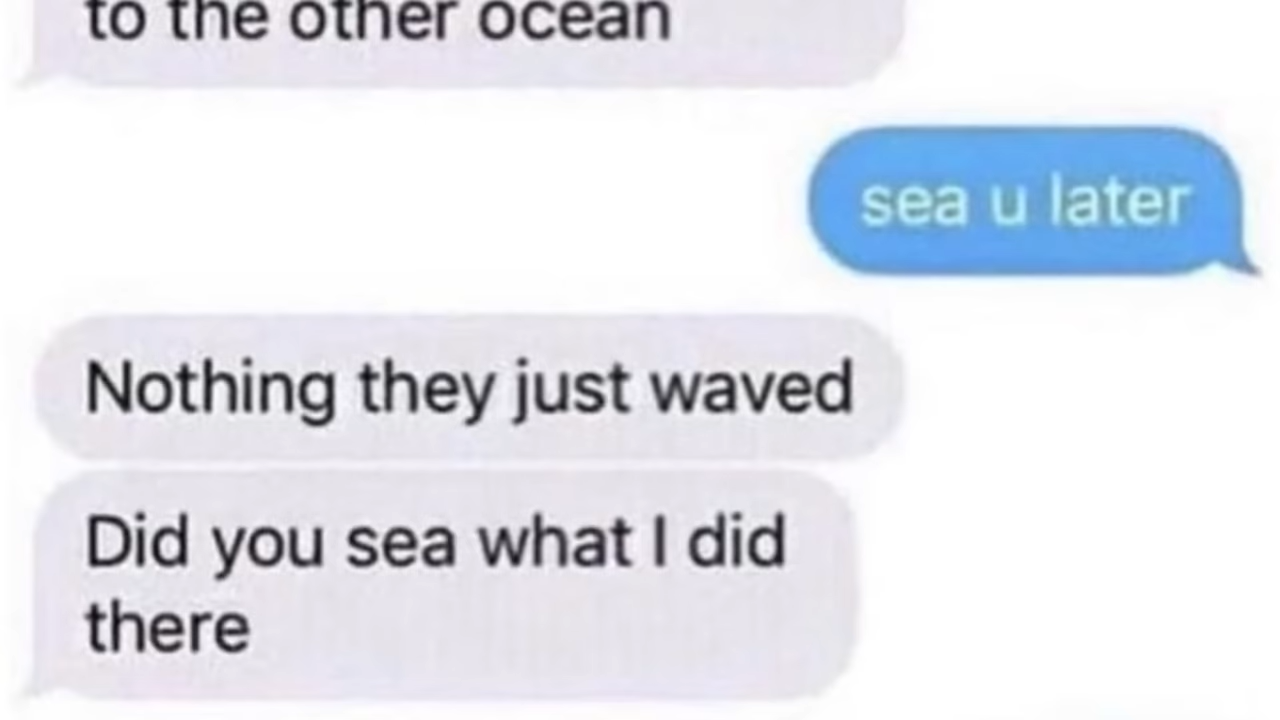 to the other ocean
sea u later
Nothing they just waved
Did you sea what I did
there